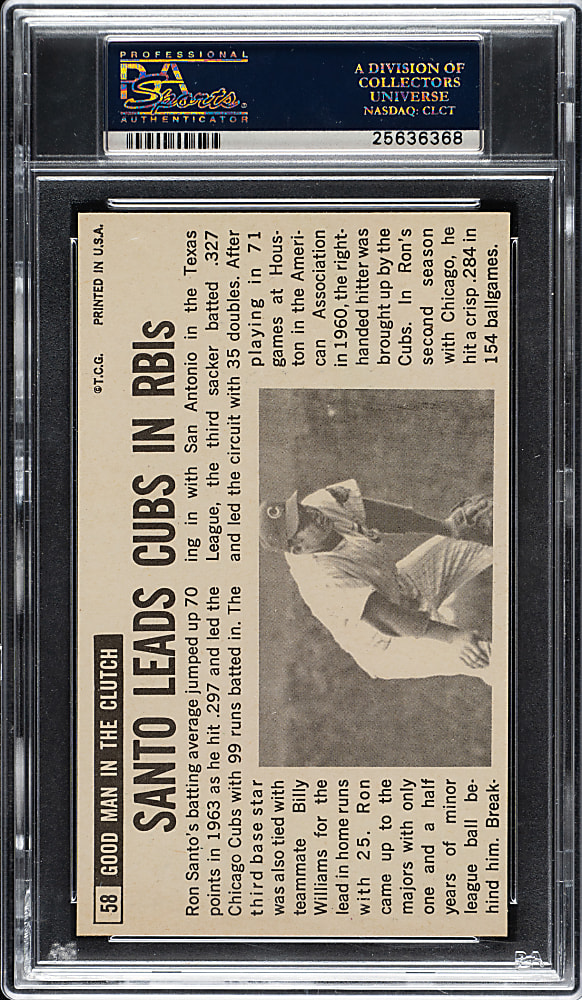 PROFESSIONAL
PSA
Sports®
AUTHENTICATOR
A DIVISION OF
COLLECTORS
UNIVERSE
NASDAQ: CLCT
25636368
58 GOOD MAN IN THE CLUTCH
©T.C.G. PRINTED IN U.S.A.
SANTO LEADS CUBS IN RBIs
Ron Santo's batting average jumped up 70
points in 1963 as he hit .297 and led the
Chicago Cubs with 99 runs batted in. The
third base star
was also tied with
teammate Billy
Williams for the
lead in home runs
with 25. Ron
came up to the
majors with only
one and a half
years of minor
league ball be-
hind him. Break-
ing in with San Antonio in the Texas
League, the third sacker batted .327
and led the circuit with 35 doubles. After
playing in 71
games at Hous-
ton in the Ameri-
can Association
in 1960, the right-
handed hitter was
brought up by the
Cubs. In Ron's
second season
with Chicago, he
hit a crisp .284 in
154 ballgames.
C
PSA